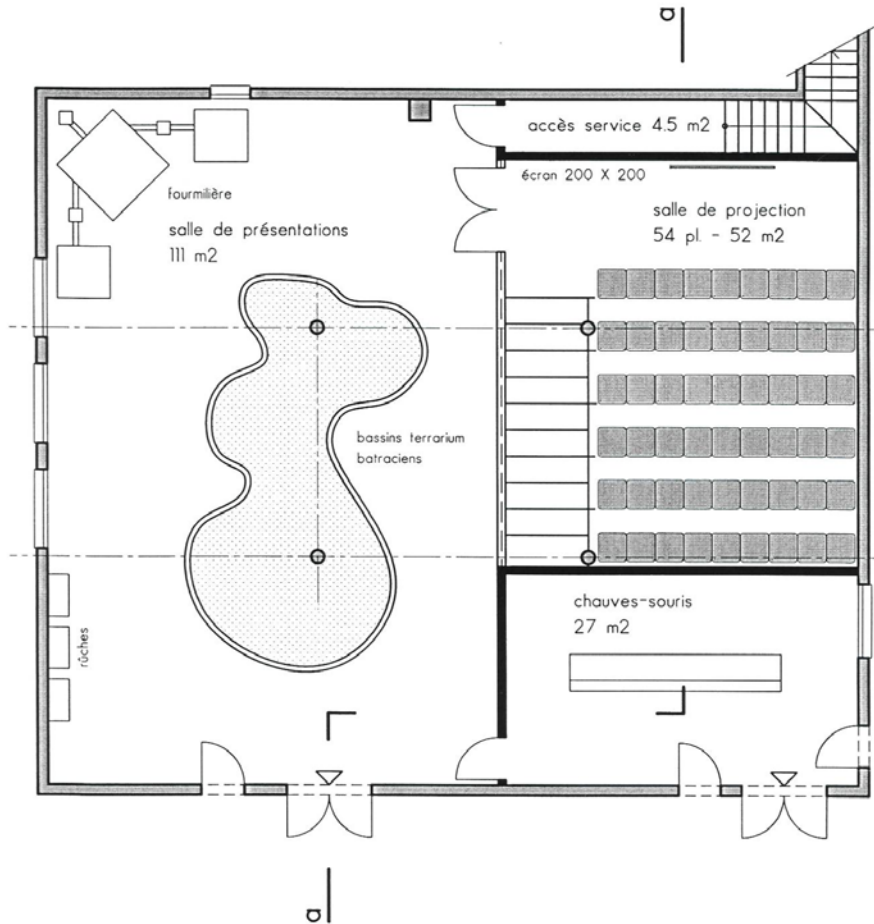 a
accès service 4.5 m2
écran 200 X 200
fourmilière
salle de présentations
111 m2
salle de projection
54 pl. - 52 m2
bassins terrarium
batraciens
chauves-souris
27 m2
rûches
a